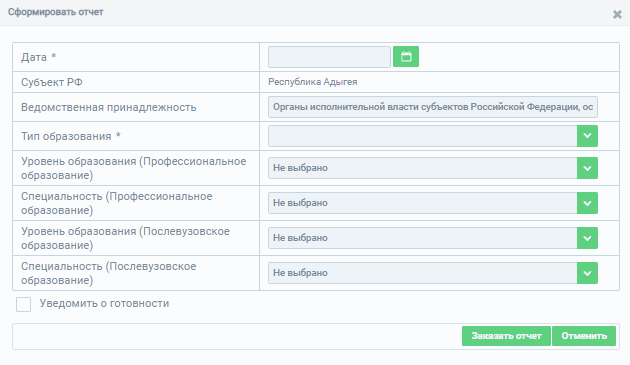 Сформировать отчет
Дата *
Субъект РФ
Республика Адыгея
Ведомственная принадлежность
Органы исполнительной власти субъектов Российской Федерации, ос
Тип образования *
Уровень образования (Профессиональное
образование)
Не выбрано
Специальность (Профессиональное
образование)
Не выбрано
Уровень образования (Послевузовское
образование)
Не выбрано
Специальность (Послевузовское
образование)
Не выбрано
Уведомить о готовности
Заказать отчет
Отменить